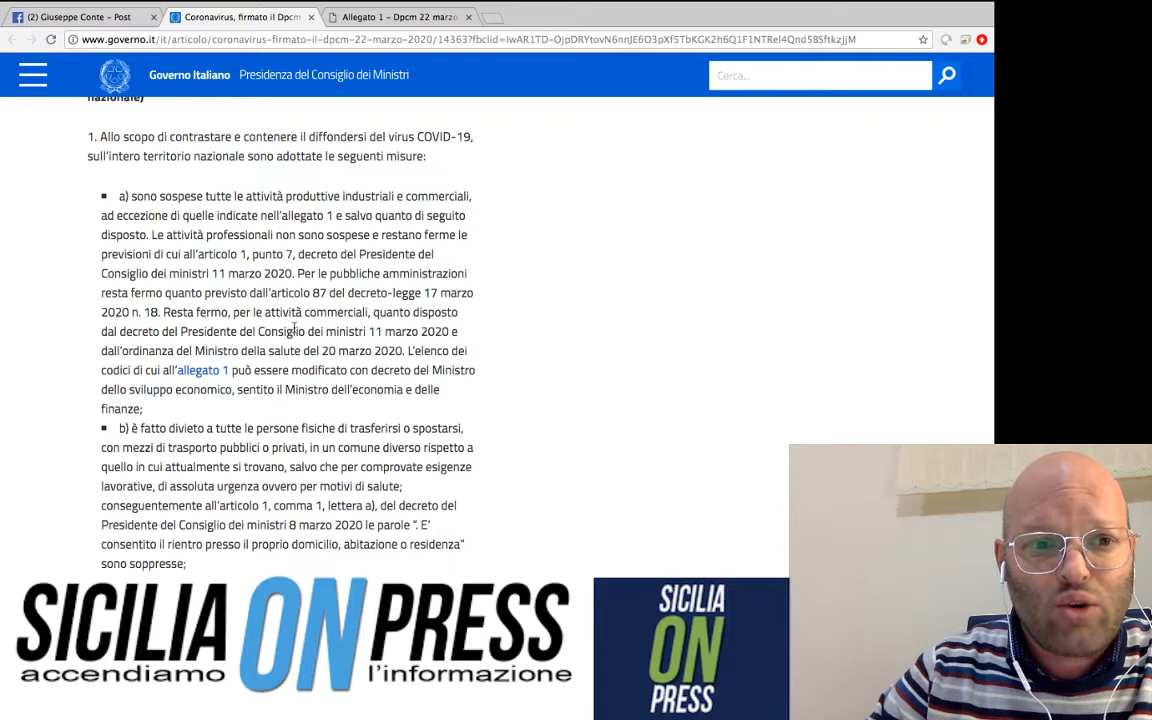 (2) Giuseppe Conte – Post
Coronavirus, firmato il Dpcm
Allegato 1 – Dpcm 22 marzo
www.governo.it/it/articolo/coronavirus-firmato-il-dpcm-22-marzo-2020/14363?fbclid=
Governo Italiano Presidenza del Consiglio dei Ministri
Cerca...
nazionale)
1. Allo scopo di contrastare e contenere il diffondersi del virus COVID-19,
sull'intero territorio nazionale sono adottate le seguenti misure:
a) sono sospese tutte le attività produttive industriali e commerciali,
ad eccezione di quelle indicate nell'allegato 1 e salvo quanto di seguito
disposto. Le attività professionali non sono sospese e restano ferme le
previsioni di cui all'articolo 1, punto 7, decreto del Presidente del
Consiglio dei ministri 11 marzo 2020. Per le pubbliche amministrazioni
resta fermo quanto previsto dall'articolo 87 del decreto-legge 17 marzo
2020 n. 18. Resta fermo, per le attività commerciali, quanto disposto
dal decreto del Presidente del Consiglio dei ministri 11 marzo 2020 e
dall'ordinanza del Ministro della salute del 20 marzo 2020. L'elenco dei
codici di cui all'allegato 1 può essere modificato con decreto del Ministro
dello sviluppo economico, sentito il Ministro dell'economia e delle
finanze;
b) è fatto divieto a tutte le persone fisiche di trasferirsi o spostarsi,
con mezzi di trasporto pubblici o privati, in un comune diverso rispetto a
quello in cui attualmente si trovano, salvo che per comprovate esigenze
lavorative, di assoluta urgenza ovvero per motivi di salute;
conseguentemente all'articolo 1, comma 1, lettera a), del decreto del
Presidente del Consiglio dei ministri 8 marzo 2020 le parole “. E'
consentito il rientro presso il proprio domicilio, abitazione o residenza”
sono soppresse;
SICILIA ON PRESS
accendiamo l'informazione
SICILIA
ON
PRESS